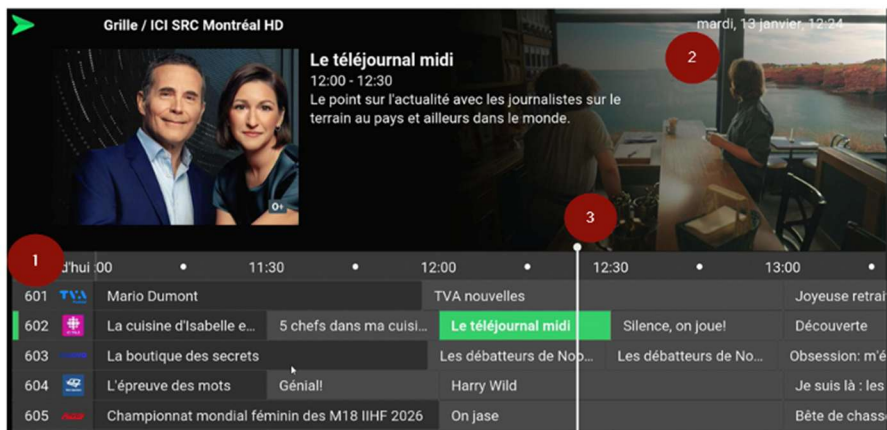 Grille / ICI SRC Montréal HD
mardi, 13 janvier, 12:24
2
Le téléjournal midi
12:00 - 12:30
Le point sur l'actualité avec les journalistes sur le
terrain au pays et ailleurs dans le monde.
0+
3
1
d'hui :00 11:30 12:00 12:30 13:00
601 TVA Mario Dumont TVA nouvelles Joyeuse retrai
602 La cuisine d'Isabelle e... 5 chefs dans ma cuisi... Le téléjournal midi Silence, on joue! Découverte
603 La boutique des secrets Les débatteurs de Noo... Les débatteurs de No... Obsession: m'é
604 L'épreuve des mots Génial! Harry Wild Je suis là : les
605 Championnat mondial féminin des M18 IIHF 2026 On jase Bête de chass